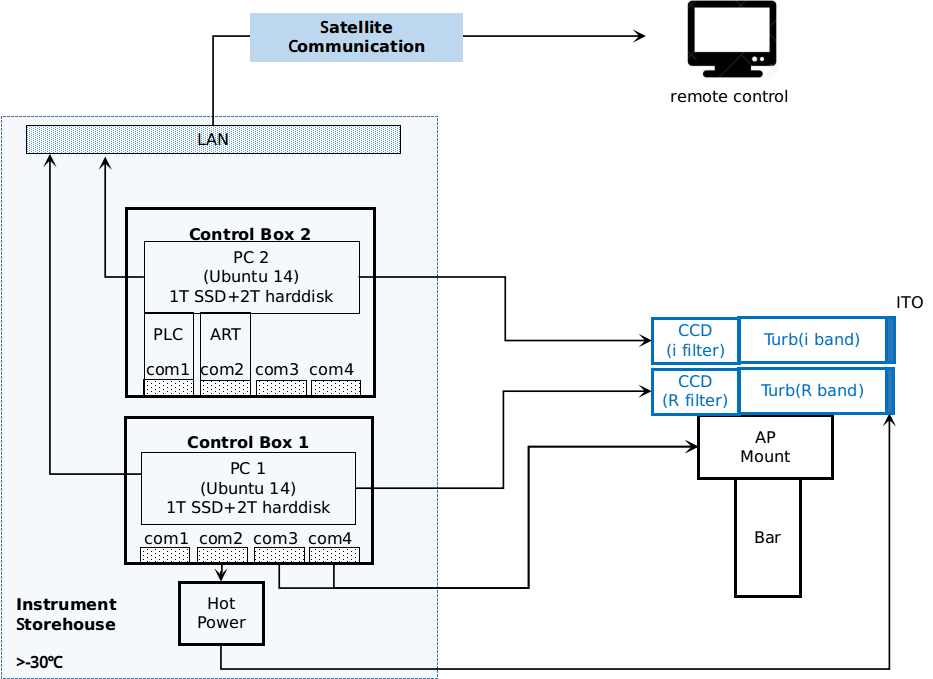 Satellite
Communication
remote control
LAN
Control Box 2
PC 2
(Ubuntu 14)
1T SSD+2T harddisk
PLC
ART
com1
com2
com3
com4
ITO
CCD
(i filter)
Turb(i band)
CCD
(R filter)
Turb(R band)
AP
Mount
Bar
Control Box 1
PC 1
(Ubuntu 14)
1T SSD+2T harddisk
com1
com2
com3
com4
Hot
Power
Instrument
Storehouse
>-30℃